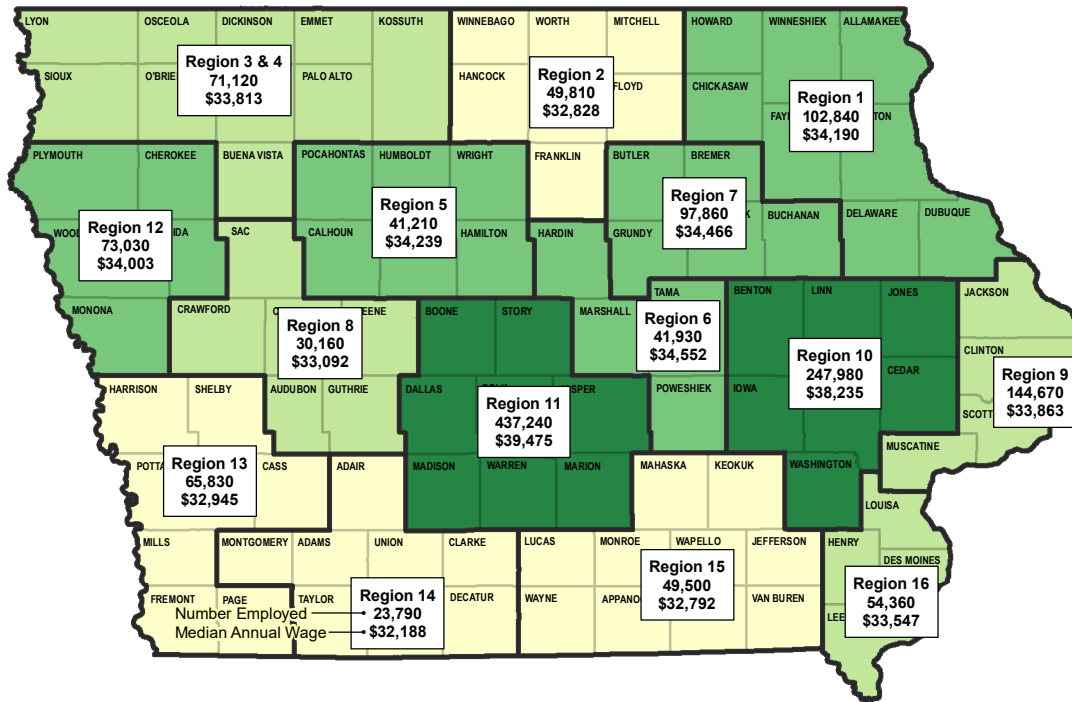 LYON OSCEOLA DICKINSON EMMET KOSSUTH WINNEBAGO WORTH MITCHELL HOWARD WINNESHIEK ALLAMAKEE
SIOUX O'BRIE PALO ALTO HANCOCK FLOYD CHICKASAW
Region 3 & 4
71,120
$33,813
Region 2
49,810
$32,828
Region 1
102,840
$34,190
FAY TON
PLYMOUTH CHEROKEE BUENA VISTA POCAHONTAS HUMBOLDT WRIGHT FRANKLIN BUTLER BREMER
Region 12
73,030
$34,003
Region 5
41,210
$34,239
Region 7
97,860
$34,466
WOOD IDA SAC CALHOUN HAMILTON HARDIN GRUNDY K BUCHANAN DELAWARE DUBUQUE
MONONA CRAWFORD C EENE BOONE STORY MARSHALL TAMA BENTON LINN JONES JACKSON
Region 8
30,160
$33,092
Region 6
41,930
$34,552
Region 10
247,980
$38,235
CLINTON
Region 9
144,670
$33,863
HARRISON SHELBY AUDUBON GUTHRIE DALLAS SPER POWESHIEK IOWA CEDAR SCOTT
Region 11
437,240
$39,475
MUSCATINE
POTTA CASS ADAIR MADISON WARREN MARION MAHASKA KEOKUK WASHINGTON
Region 13
65,830
$32,945
LOUISA
MILLS MONTGOMERY ADAMS UNION CLARKE LUCAS MONROE WAPELLO JEFFERSON HENRY
DES MOINES
Region 14
23,790
$32,188
Region 15
49,500
$32,792
Region 16
54,360
$33,547
FREMONT PAGE TAYLOR DECATUR WAYNE APPANO VAN BUREN LEE
Number Employed
Median Annual Wage